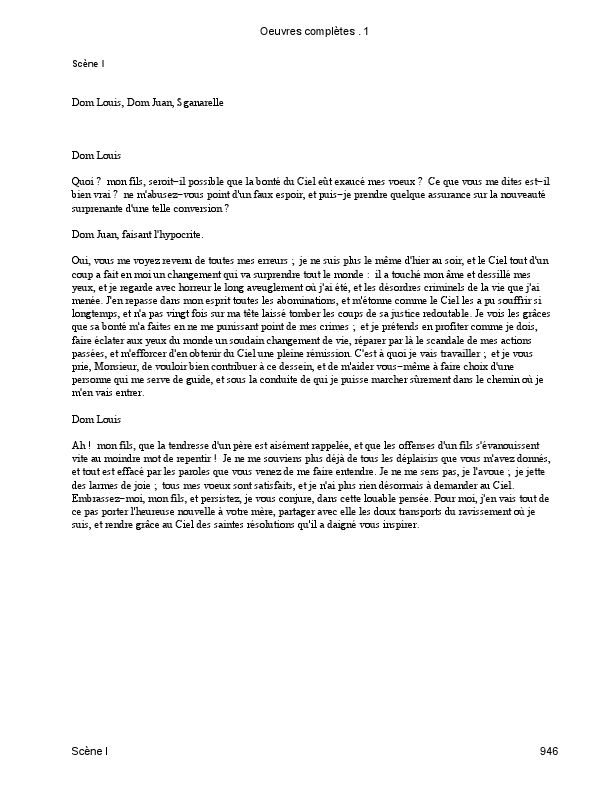 Oeuvres complètes . 1
Scène I
Dom Louis, Dom Juan, Sganarelle
Dom Louis
Quoi ? mon fils, seroit−il possible que la bonté du Ciel eût exaucé mes voeux ? Ce que vous me dites est−il
bien vrai ? ne m'abusez−vous point d'un faux espoir, et puis−je prendre quelque assurance sur la nouveauté
surprenante d'une telle conversion ?
Dom Juan, faisant l'hypocrite.
Oui, vous me voyez revenu de toutes mes erreurs ; je ne suis plus le même d'hier au soir, et le Ciel tout d'un
coup a fait en moi un changement qui va surprendre tout le monde : il a touché mon âme et dessillé mes
yeux, et je regarde avec horreur le long aveuglement où j'ai été, et les désordres criminels de la vie que j'ai
menée. J'en repasse dans mon esprit toutes les abominations, et m'étonne comme le Ciel les a pu souffrir si
longtemps, et n'a pas vingt fois sur ma tête laissé tomber les coups de sa justice redoutable. Je vois les grâces
que sa bonté m'a faites en ne me punissant point de mes crimes ; et je prétends en profiter comme je dois,
faire éclater aux yeux du monde un soudain changement de vie, réparer par là le scandale de mes actions
passées, et m'efforcer d'en obtenir du Ciel une pleine rémission. C'est à quoi je vais travailler ; et je vous
prie, Monsieur, de vouloir bien contribuer à ce dessein, et de m'aider vous−même à faire choix d'une
personne qui me serve de guide, et sous la conduite de qui je puisse marcher sûrement dans le chemin où je
m'en vais entrer.
Dom Louis
Ah ! mon fils, que la tendresse d'un père est aisément rappelée, et que les offenses d'un fils s'évanouissent
vite au moindre mot de repentir ! Je ne me souviens plus déjà de tous les déplaisirs que vous m'avez donnés,
et tout est effacé par les paroles que vous venez de me faire entendre. Je ne me sens pas, je l'avoue ; je jette
des larmes de joie ; tous mes voeux sont satisfaits, et je n'ai plus rien désormais à demander au Ciel.
Embrassez−moi, mon fils, et persistez, je vous conjure, dans cette louable pensée. Pour moi, j'en vais tout de
ce pas porter l'heureuse nouvelle à votre mère, partager avec elle les doux transports du ravissement où je
suis, et rendre grâce au Ciel des saintes résolutions qu'il a daigné vous inspirer.
Scène I 946